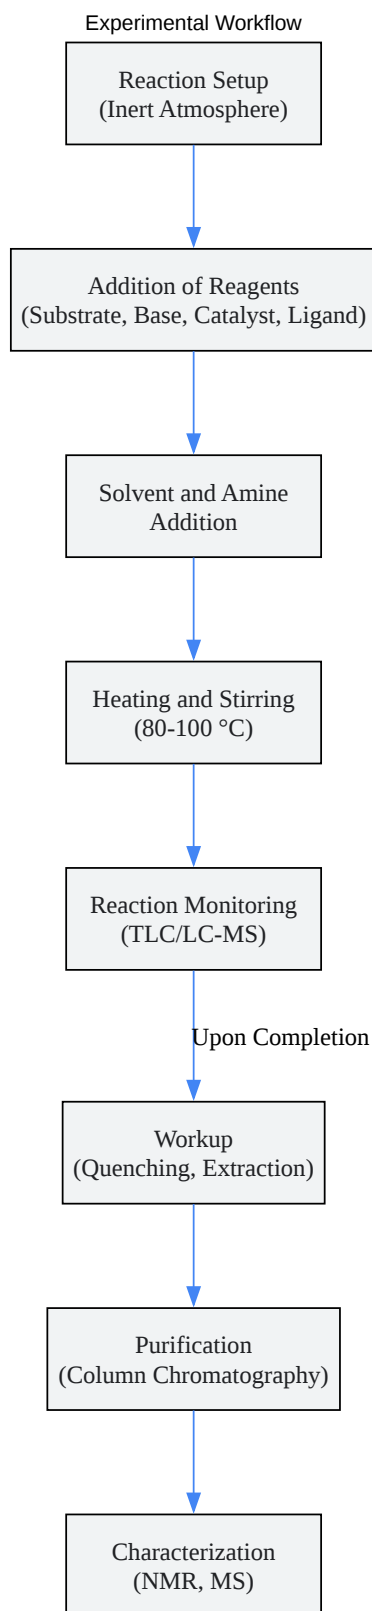 Experimental Workflow
Reaction Setup
(Inert Atmosphere)
Addition of Reagents
(Substrate, Base, Catalyst, Ligand)
Solvent and Amine
Addition
Heating and Stirring
(80-100 °C)
Reaction Monitoring
(TLC/LC-MS)
Upon Completion
Workup
(Quenching, Extraction)
Purification
(Column Chromatography)
Characterization
(NMR, MS)